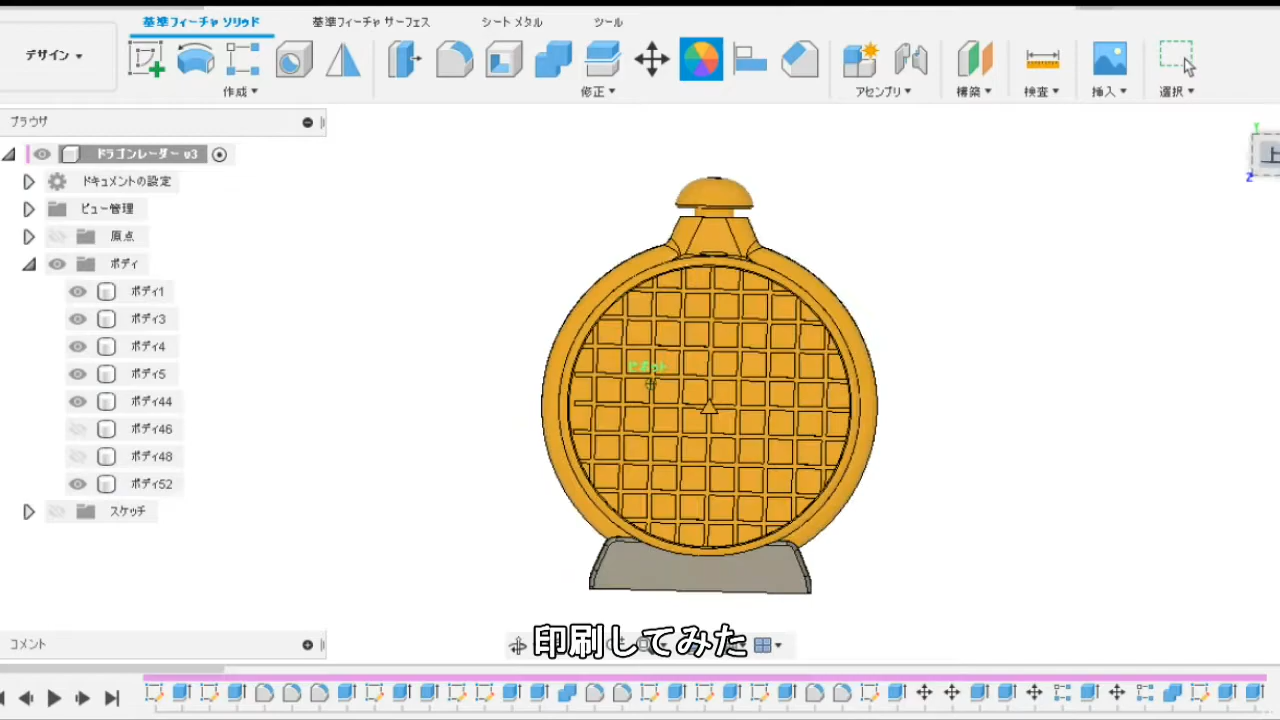 基準フィーチャ ソリッド
基準フィーチャ サーフェス
シート メタル
ツール
デザイン
作成
修正
アセンブリ
構築
検査
挿入
選択
ブラウザ
ドラゴンレーダー v3
ドキュメントの設定
ビュー管理
原点
ボディ
ボディ1
ボディ3
ボディ4
ボディ5
ボディ44
ボディ46
ボディ48
ボディ52
スケッチ
Y
上
Z
ピボット
コメント
印刷してみた